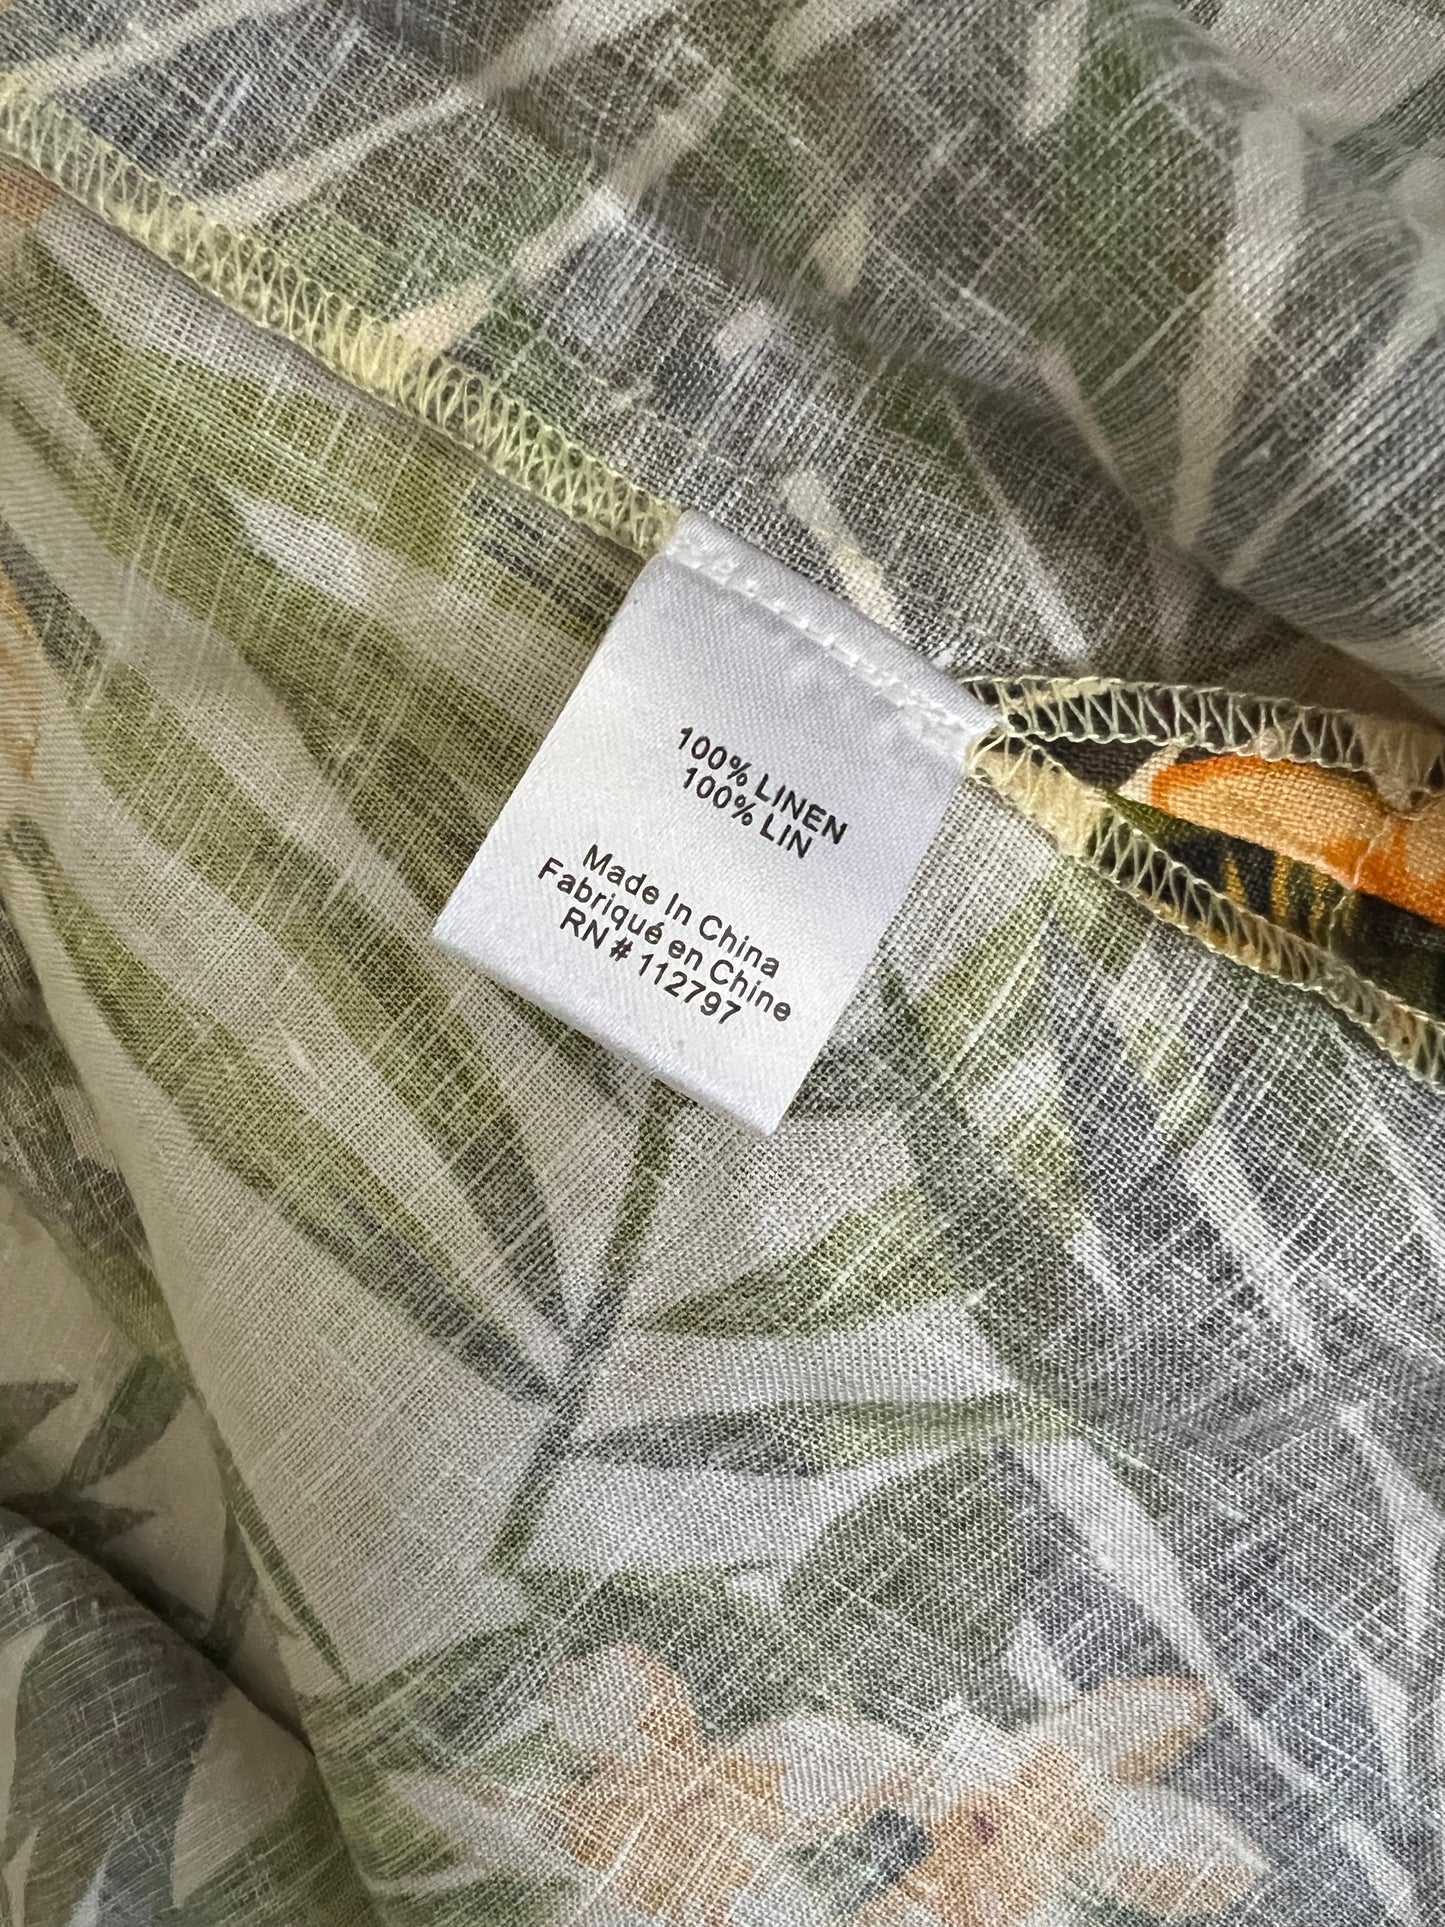 100% LINEN
100% LIN
Made In China
Fabriqué en Chine
RN # 112797